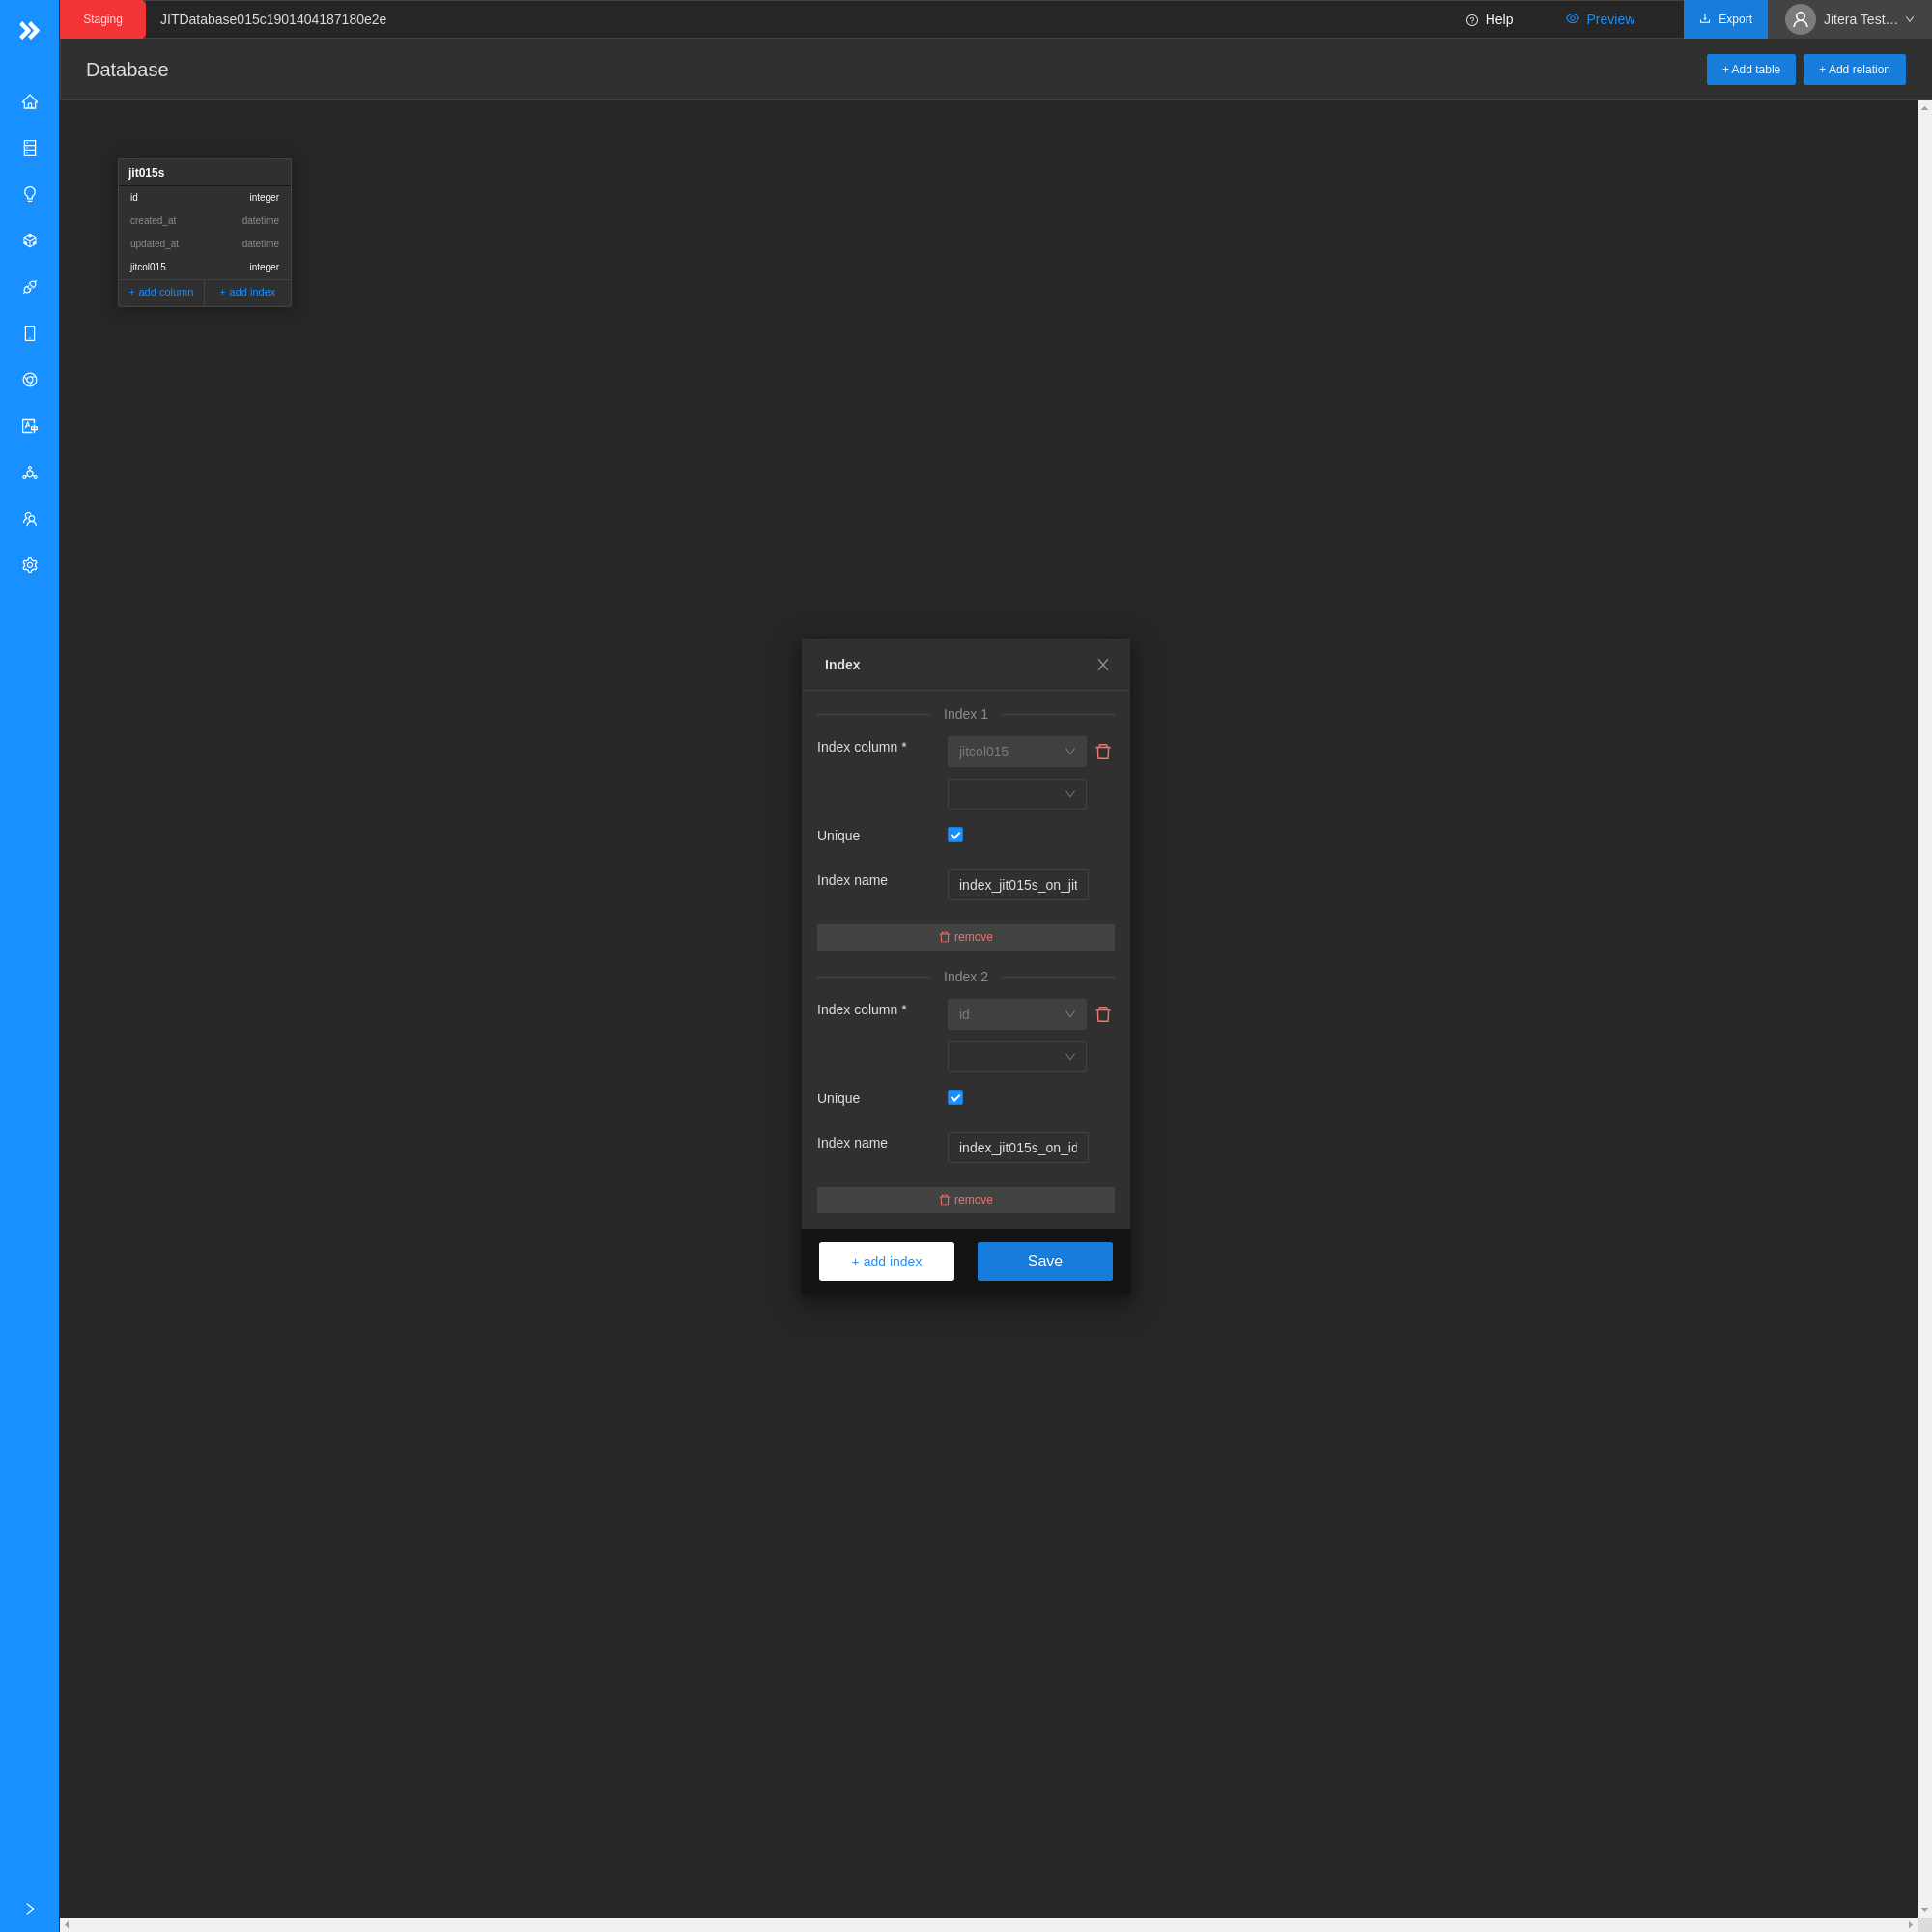 Staging
JITDatabase015c1901404187180e2e
Help
Preview
Export
Jitera Test…
Database
+ Add table
+ Add relation
jit015s
id integer
created_at datetime
updated_at datetime
jitcol015 integer
+ add column + add index
Index
Index 1
Index column * jitcol015
Unique
Index name index_jit015s_on_jit
remove
Index 2
Index column * id
Unique
Index name index_jit015s_on_id
remove
+ add index Save